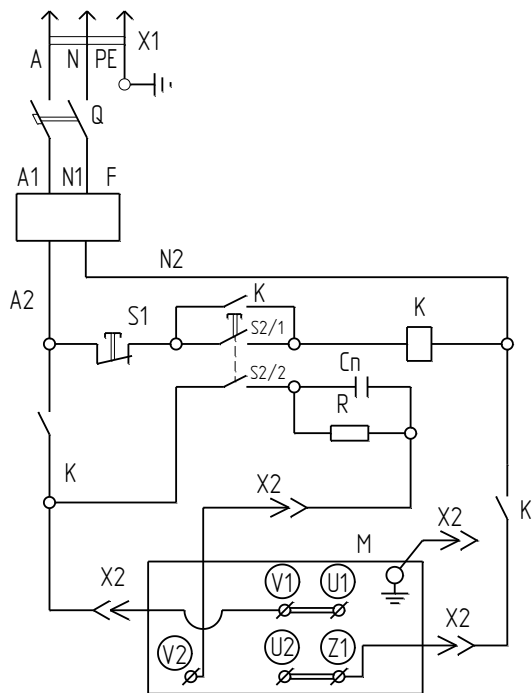 X1
A N PE
Q
A1 N1 F
N2
A2
K
S1
K
S2/1
Cп
S2/2
R
K
X2
K
X2
M
X2
V1 U1
X2
V2
U2 Z1